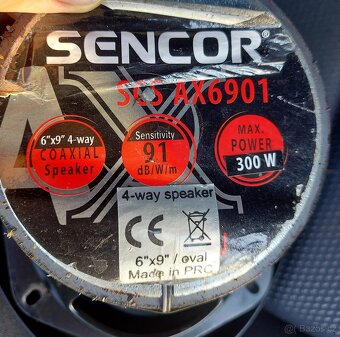 SENCOR®
SCS AX6901
6"x9" 4-way
COAXIAL
Speaker
Sensitivity
91
dB/W/m
MAX.
POWER
300 W
4-way speaker
CE
6"x9" / oval
Made in PRC